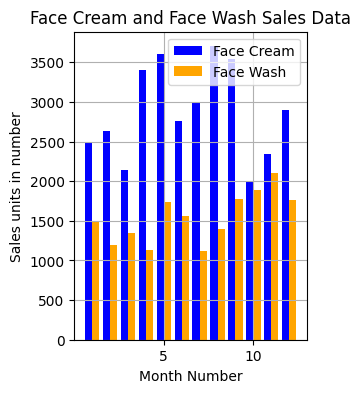 Face Cream and Face Wash Sales Data
Face Cream
Face Wash
3500
3000
2500
2000
1500
1000
500
0
Sales units in number
5 10
Month Number